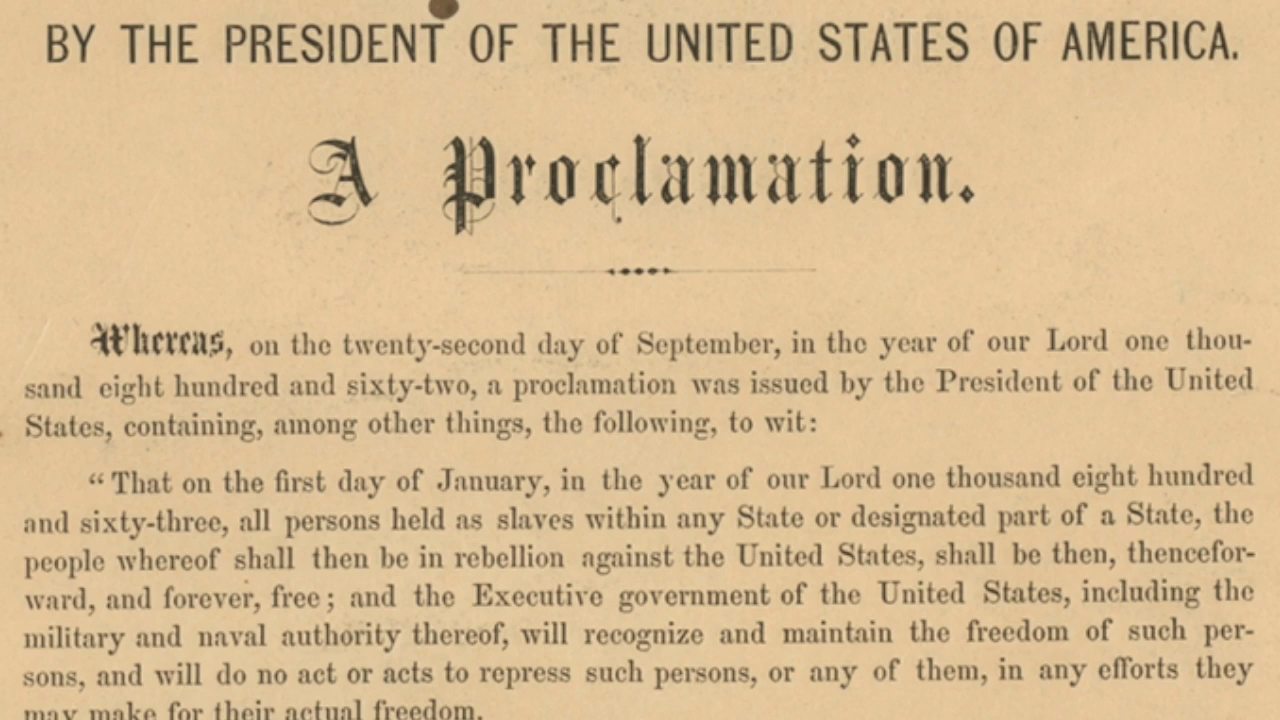 BY THE PRESIDENT OF THE UNITED STATES OF AMERICA.
A Proclamation.
Whereas, on the twenty-second day of September, in the year of our Lord one thou-
sand eight hundred and sixty-two, a proclamation was issued by the President of the United
States, containing, among other things, the following, to wit:
“That on the first day of January, in the year of our Lord one thousand eight hundred
and sixty-three, all persons held as slaves within any State or designated part of a State, the
people whereof shall then be in rebellion against the United States, shall be then, thencefor-
ward, and forever, free; and the Executive government of the United States, including the
military and naval authority thereof, will recognize and maintain the freedom of such per-
sons, and will do no act or acts to repress such persons, or any of them, in any efforts they
may make for their actual freedom.